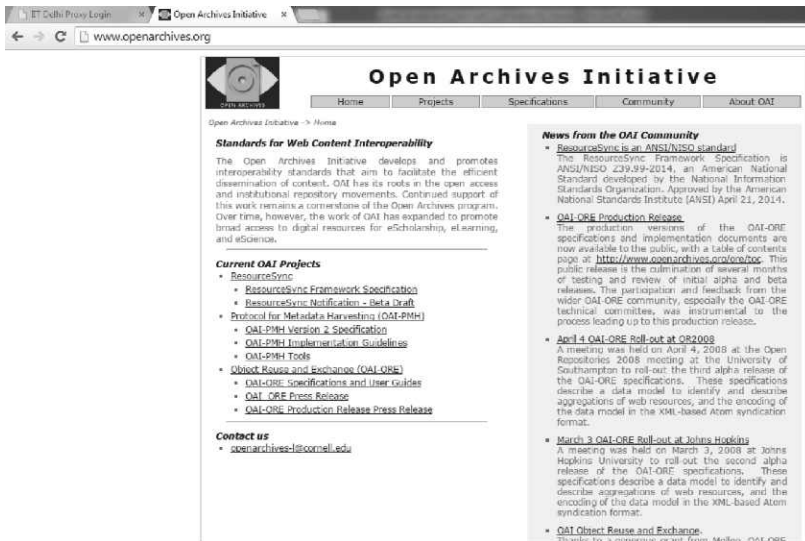 IIT Delhi Proxy Login
Open Archives Initiative
www.openarchives.org
OPEN ARCHIVES
Open Archives Initiative
Home
Projects
Specifications
Community
About OAI
Open Archives Initiative -> Home
Standards for Web Content Interoperability
The Open Archives Initiative develops and promotes
interoperability standards that aim to facilitate the efficient
dissemination of content. OAI has its roots in the open access
and institutional repository movements. Continued support of
this work remains a cornerstone of the Open Archives program.
Over time, however, the work of OAI has expanded to promote
broad access to digital resources for eScholarship, eLearning,
and eScience.
Current OAI Projects
ResourceSync
ResourceSync Framework Specification
ResourceSync Notification - Beta Draft
Protocol for Metadata Harvesting (OAI-PMH)
OAI-PMH Version 2 Specification
OAI-PMH Implementation Guidelines
OAI-PMH Tools
Object Reuse and Exchange (OAI-ORE)
OAI-ORE Specifications and User Guides
OAI_ORE Press Release
OAI-ORE Production Release Press Release
Contact us
openarchives-l@cornell.edu
News from the OAI Community
ResourceSync is an ANSI/NISO standard
The ResourceSync Framework Specification is
ANSI/NISO Z39.99-2014, an American National
Standard developed by the National Information
Standards Organization. Approved by the American
National Standards Institute (ANSI) April 21, 2014.
OAI-ORE Production Release
The production versions of the OAI-ORE
specifications and implementation documents are
now available to the public, with a table of contents
page at http://www.openarchives.org/ore/toc. This
public release is the culmination of several months
of testing and review of initial alpha and beta
releases. The participation and feedback from the
wider OAI-ORE community, especially the OAI-ORE
technical committee, was instrumental to the
process leading up to this production release.
April 4 OAI-ORE Roll-out at OR2008
A meeting was held on April 4, 2008 at the Open
Repositories 2008 meeting at the University of
Southampton to roll-out the third alpha release of
the OAI-ORE specifications. These specifications
describe a data model to identify and describe
aggregations of web resources, and the encoding of
the data model in the XML-based Atom syndication
format.
March 3 OAI-ORE Roll-out at Johns Hopkins
A meeting was held on March 3, 2008 at Johns
Hopkins University to roll-out the second alpha
release of the OAI-ORE specifications. These
specifications describe a data model to identify and
describe aggregations of web resources, and the
encoding of the data model in the XML-based Atom
syndication format.
OAI Object Reuse and Exchange.
Thanks to a generous grant from Mellon, OAI-ORE